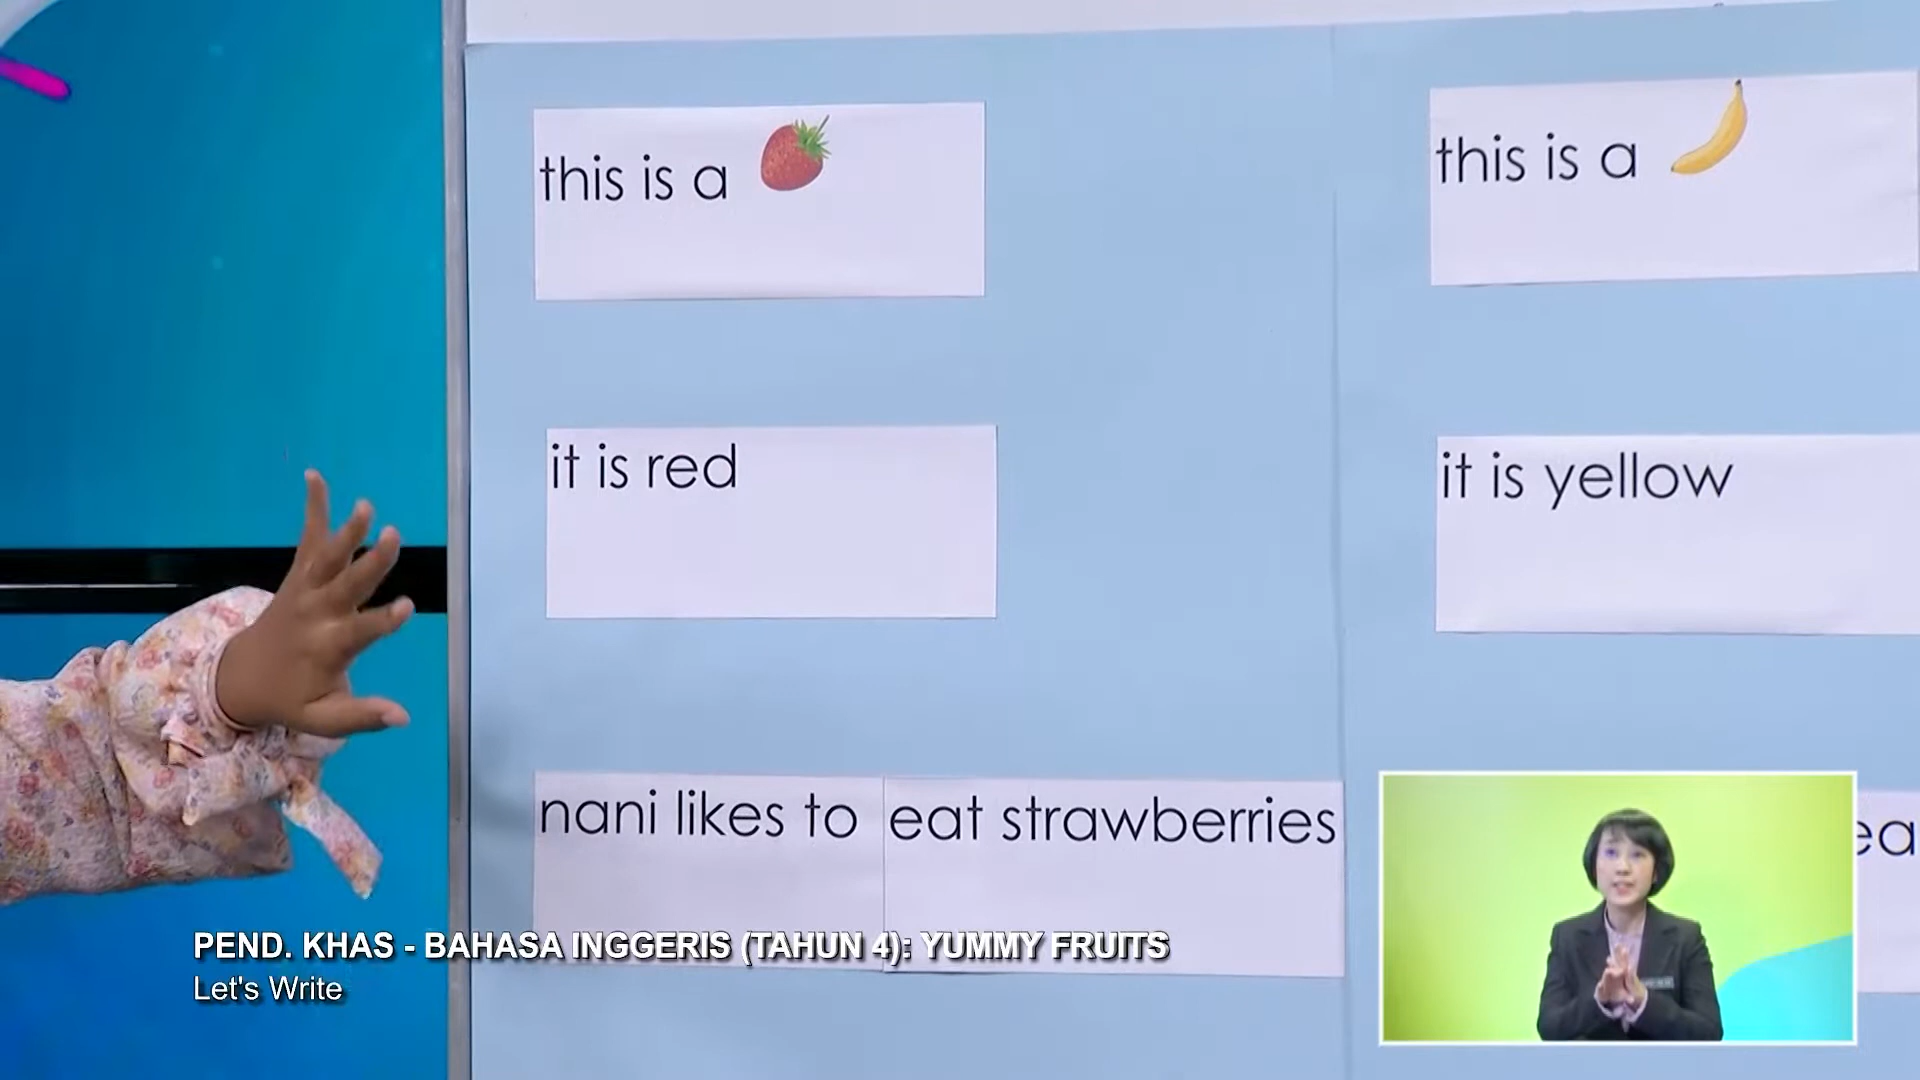 this is a
this is a
it is red
it is yellow
nani likes to eat strawberries
ea
PEND. KHAS - BAHASA INGGERIS (TAHUN 4): YUMMY FRUITS
Let's Write